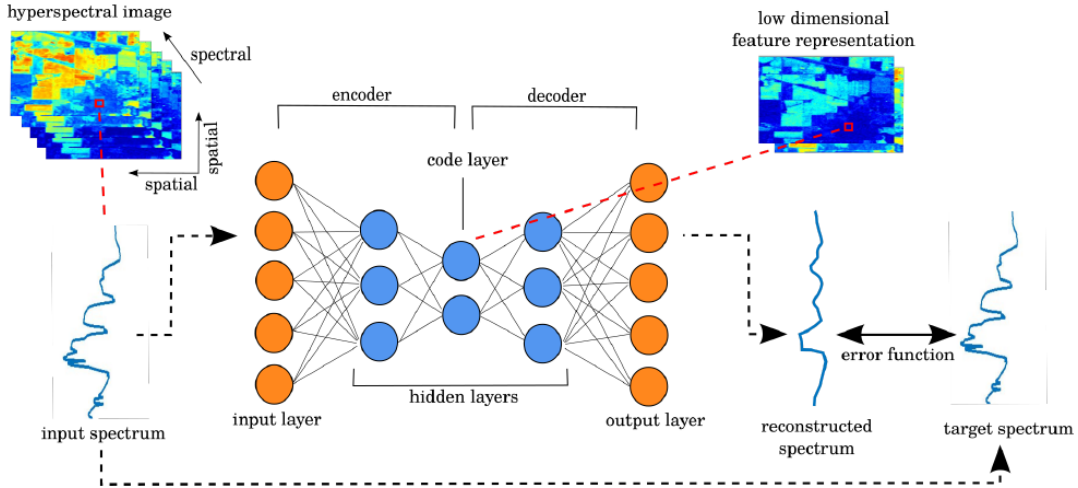 hyperspectral image
spectral
spatial
spatial
low dimensional
feature representation
encoder
decoder
code layer
hidden layers
input layer
output layer
input spectrum
reconstructed
spectrum
error function
target spectrum